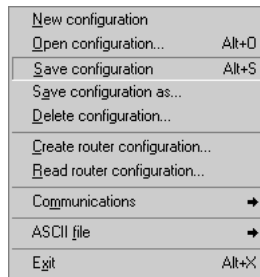 New configuration
Open configuration... Alt+O
Save configuration Alt+S
Save configuration as...
Delete configuration...
Create router configuration...
Read router configuration...
Communications
ASCII file
Exit Alt+X